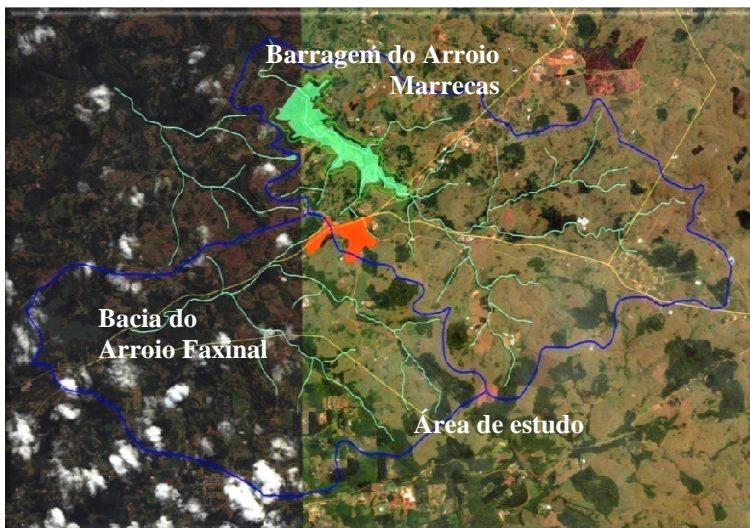 Barragem do Arroio
Marrecas
Bacia do
Arroio Faxinal
Área de estudo